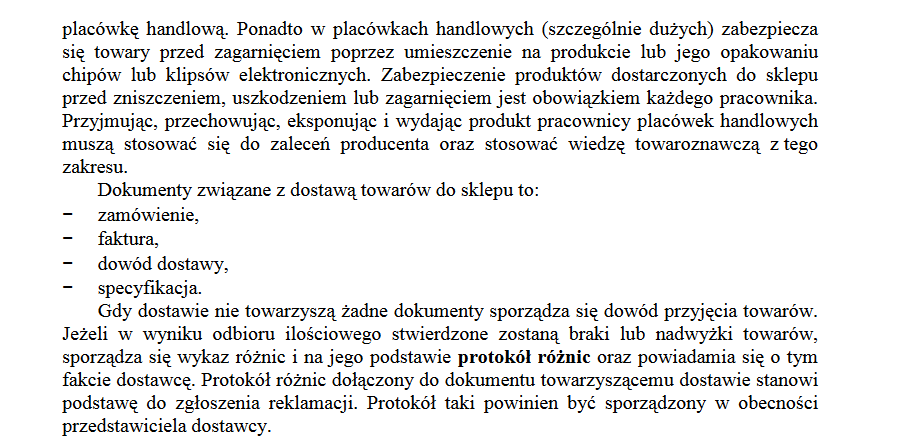 placówkę handlową. Ponadto w placówkach handlowych (szczególnie dużych) zabezpiecza
się towary przed zagarnięciem poprzez umieszczenie na produkcie lub jego opakowaniu
chipów lub klipsów elektronicznych. Zabezpieczenie produktów dostarczonych do sklepu
przed zniszczeniem, uszkodzeniem lub zagarnięciem jest obowiązkiem każdego pracownika.
Przyjmując, przechowując, eksponując i wydając produkt pracownicy placówek handlowych
muszą stosować się do zaleceń producenta oraz stosować wiedzę towaroznawczą z tego
zakresu.
Dokumenty związane z dostawą towarów do sklepu to:
− zamówienie,
− faktura,
− dowód dostawy,
− specyfikacja.
Gdy dostawie nie towarzyszą żadne dokumenty sporządza się dowód przyjęcia towarów.
Jeżeli w wyniku odbioru ilościowego stwierdzone zostaną braki lub nadwyżki towarów,
sporządza się wykaz różnic i na jego podstawie protokół różnic oraz powiadamia się o tym
fakcie dostawcę. Protokół różnic dołączony do dokumentu towarzyszącemu dostawie stanowi
podstawę do zgłoszenia reklamacji. Protokół taki powinien być sporządzony w obecności
przedstawiciela dostawcy.